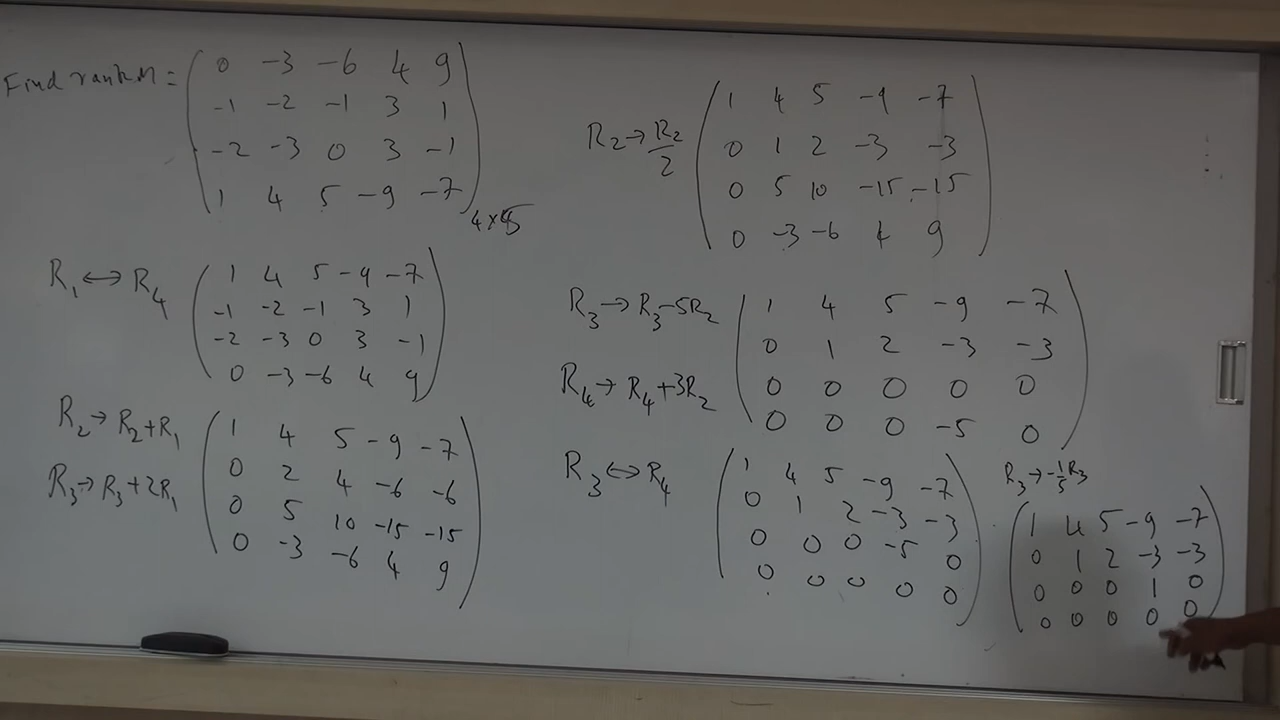 Find rank M = 0 -3 -6 4 9
-1 -2 -1 3 1
-2 -3 0 3 -1
1 4 5 -9 -7
4×5
R1 ↔ R4 1 4 5 -9 -7
-1 -2 -1 3 1
-2 -3 0 3 -1
0 -3 -6 4 9
R2 → R2+R1 1 4 5 -9 -7
0 2 4 -6 -6
R3 → R3+2R1 0 5 10 -15 -15
0 -3 -6 4 9
R2 → R2/2 1 4 5 -9 -7
0 1 2 -3 -3
0 5 10 -15 -15
0 -3 -6 4 9
R3 → R3-5R2 1 4 5 -9 -7
0 1 2 -3 -3
R4 → R4+3R2 0 0 0 0 0
0 0 0 -5 0
R3 ↔ R4 1 4 5 -9 -7
0 1 2 -3 -3
0 0 0 -5 0
0 0 0 0 0
R3 → -1/5 R3
1 4 5 -9 -7
0 1 2 -3 -3
0 0 0 1 0
0 0 0 0 0